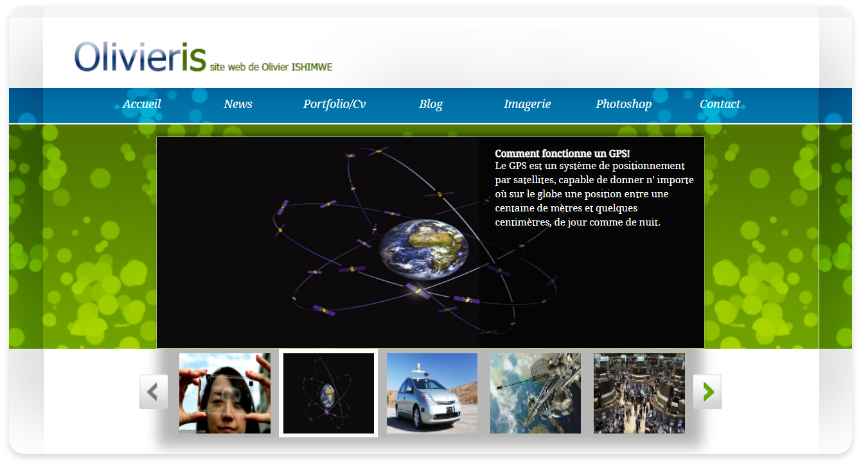 Olivieris site web de Olivier ISHIMWE
Accueil News Portfolio/Cv Blog Imagerie Photoshop Contact
Comment fonctionne un GPS!
Le GPS est un système de positionnement
par satellites, capable de donner n' importe
où sur le globe une position entre une
centaine de mètres et quelques
centimètres, de jour comme de nuit.